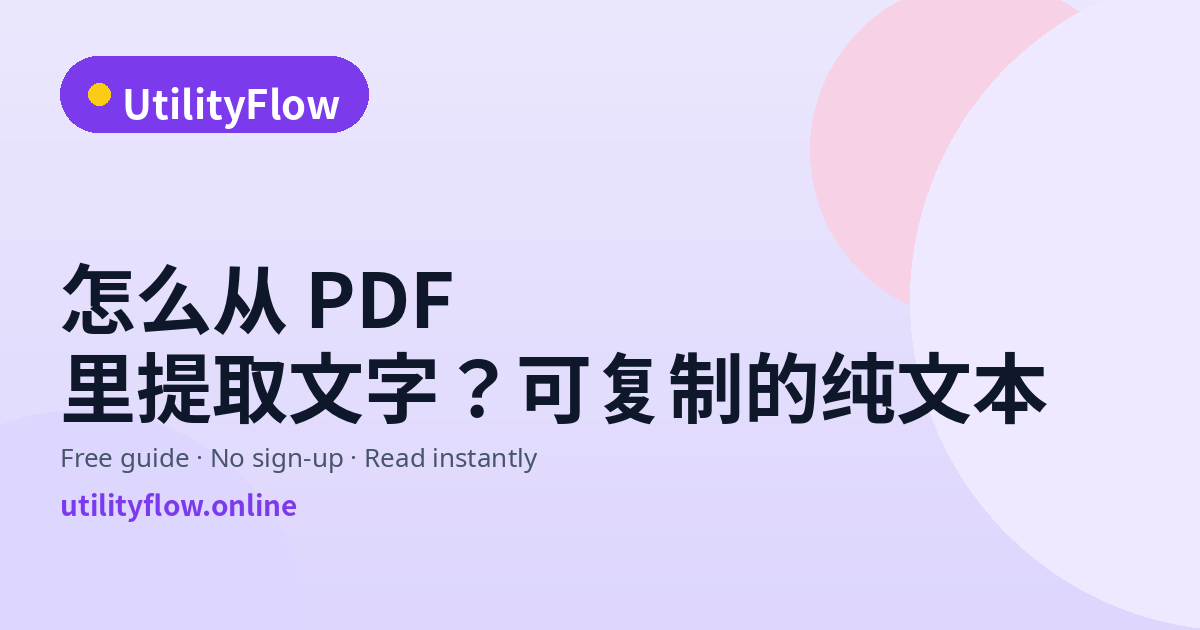 UtilityFlow
怎么从 PDF
里提取文字？可复制的纯文本
Free guide · No sign-up · Read instantly
utilityflow.online